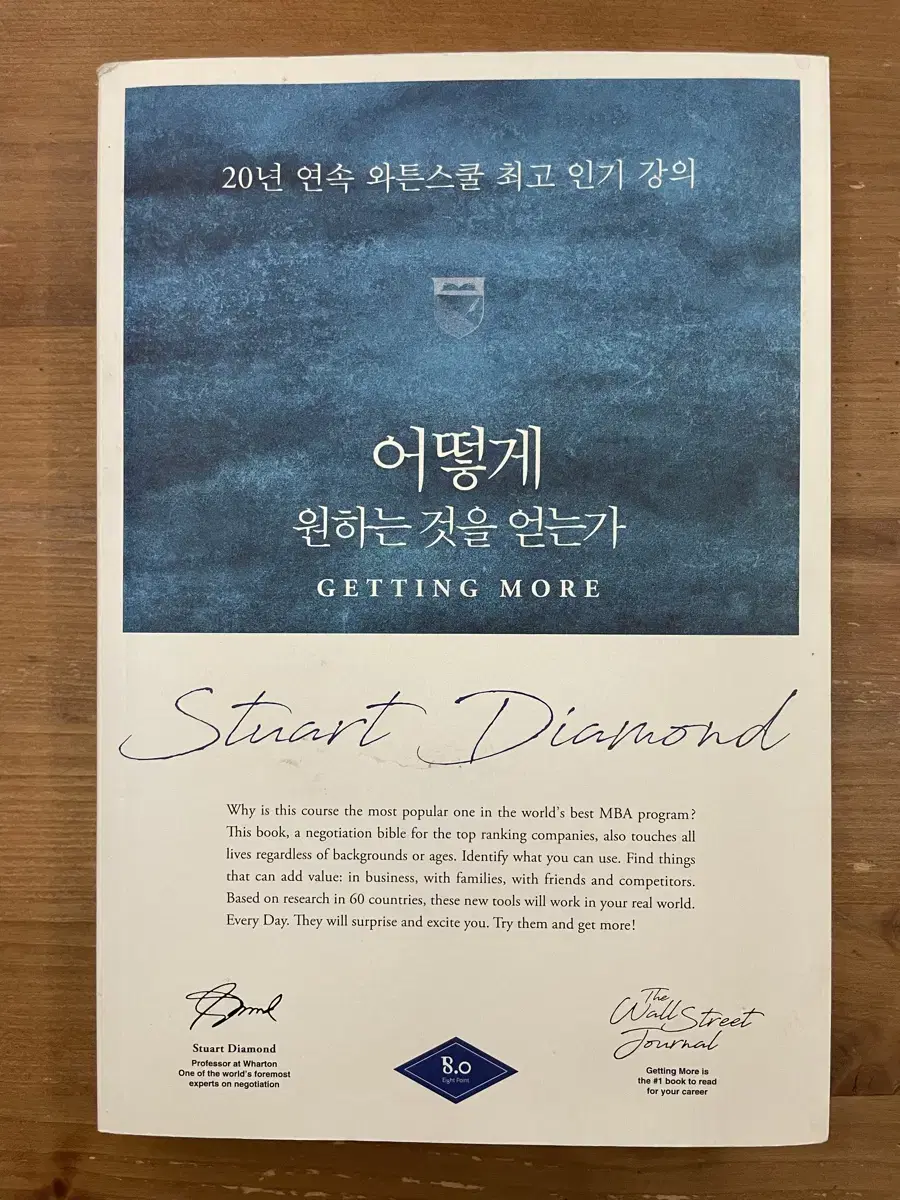 20년 연속 와튼스쿨 최고 인기 강의
어떻게
원하는 것을 얻는가
GETTING MORE
Stuart Diamond
Why is this course the most popular one in the world's best MBA program?
This book, a negotiation bible for the top ranking companies, also touches all
lives regardless of backgrounds or ages. Identify what you can use. Find things
that can add value: in business, with families, with friends and competitors.
Based on research in 60 countries, these new tools will work in your real world.
Every Day. They will surprise and excite you. Try them and get more!
Stuart Diamond
Professor at Wharton
One of the world's foremost
experts on negotiation
8.0
Eight Point
The
Wall Street
Journal
Getting More is
the #1 book to read
for your career